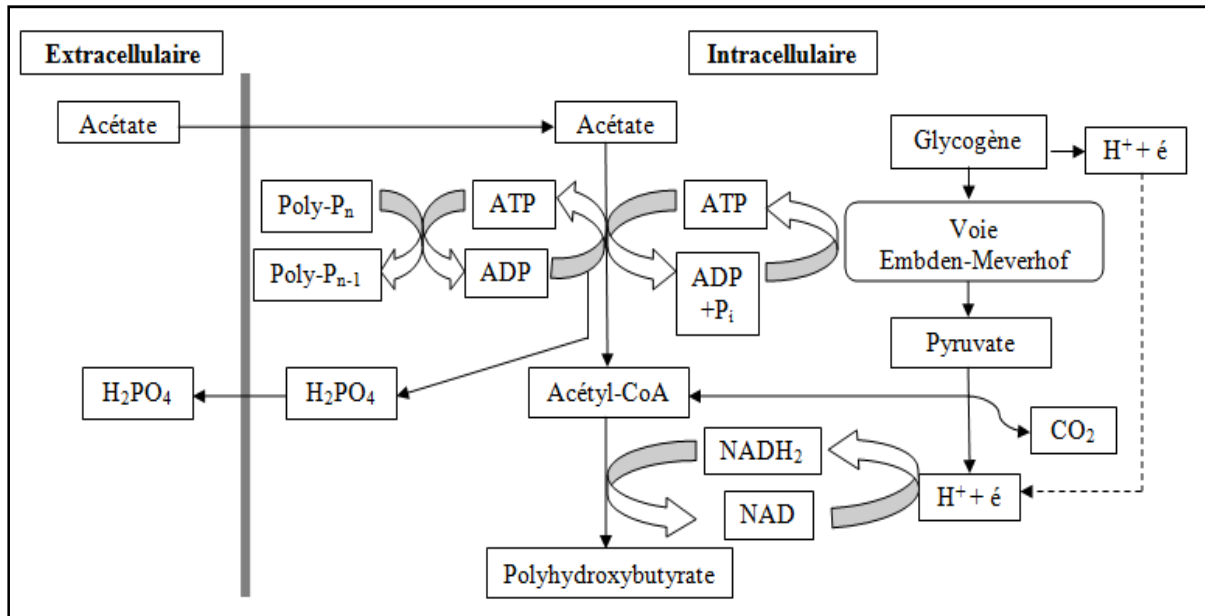 Extracellulaire
Intracellulaire
Acétate
Acétate
Glycogène
H⁺ + é
Poly-Pₙ
ATP
ATP
Voie
Embden-Meverhof
Poly-Pₙ₋₁
ADP
ADP
+Pᵢ
Pyruvate
H₂PO₄
H₂PO₄
Acétyl-CoA
CO₂
NADH₂
NAD
H⁺ + é
Polyhydroxybutyrate